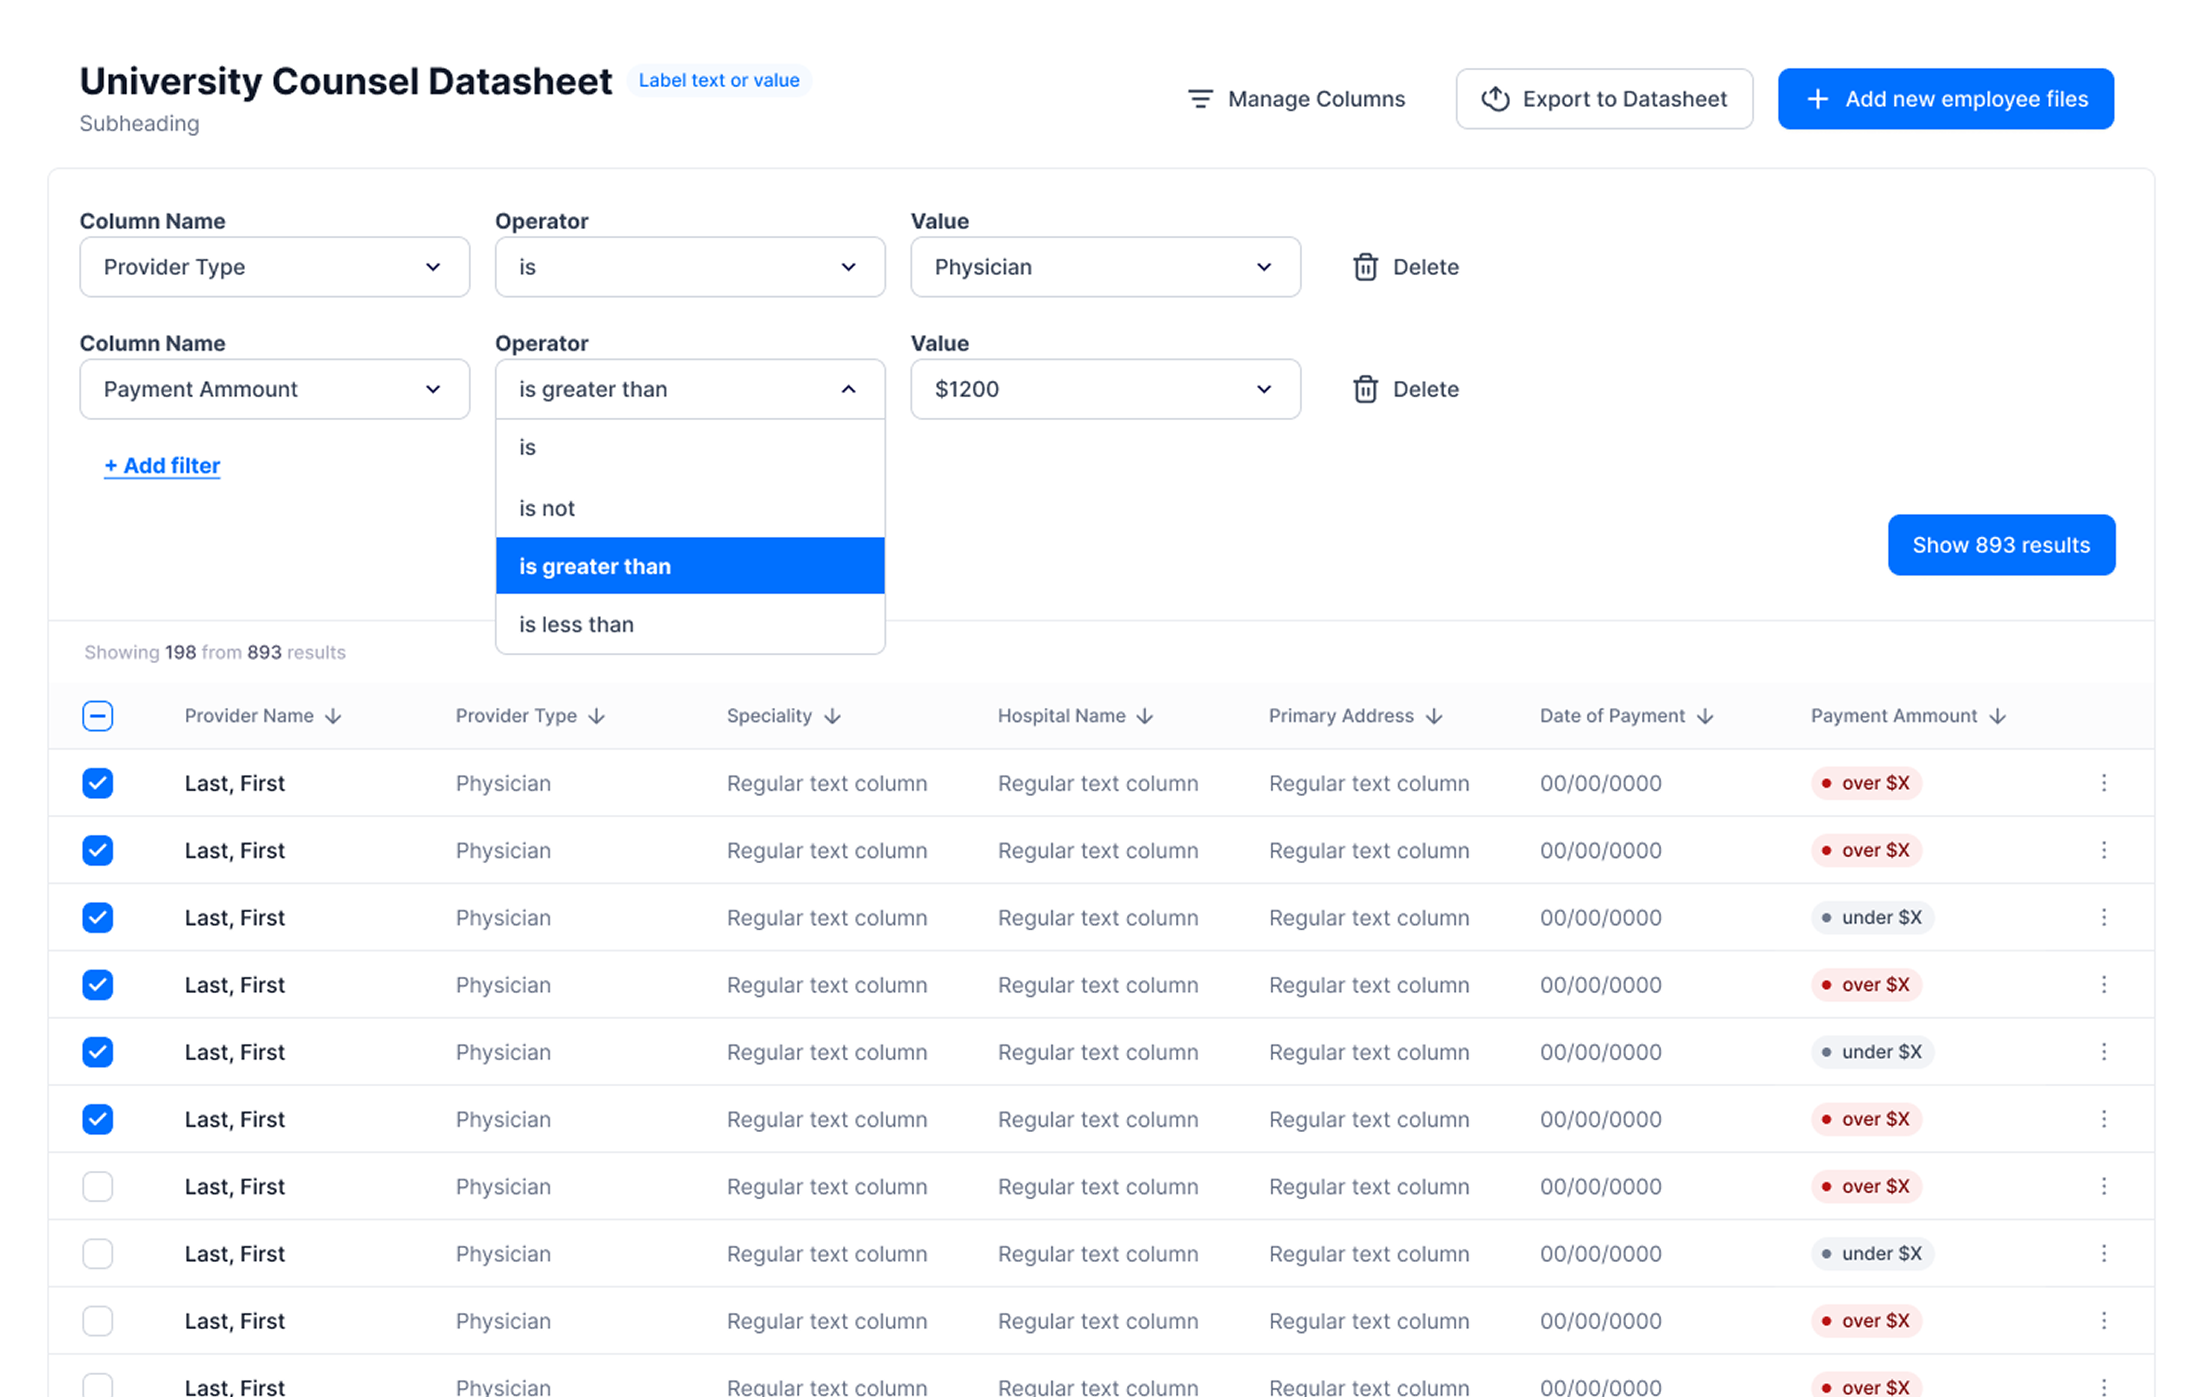 University Counsel Datasheet Label text or value
Subheading
Manage Columns Export to Datasheet + Add new employee files
Column Name Operator Value
Provider Type is Physician Delete
Column Name Operator Value
Payment Ammount is greater than $1200 Delete
is
+ Add filter
is not
Show 893 results
is greater than
is less than
Showing 198 from 893 results
Provider Name Provider Type Speciality Hospital Name Primary Address Date of Payment Payment Ammount
Last, First Physician Regular text column Regular text column Regular text column 00/00/0000 over $X
Last, First Physician Regular text column Regular text column Regular text column 00/00/0000 over $X
Last, First Physician Regular text column Regular text column Regular text column 00/00/0000 under $X
Last, First Physician Regular text column Regular text column Regular text column 00/00/0000 over $X
Last, First Physician Regular text column Regular text column Regular text column 00/00/0000 under $X
Last, First Physician Regular text column Regular text column Regular text column 00/00/0000 over $X
Last, First Physician Regular text column Regular text column Regular text column 00/00/0000 over $X
Last, First Physician Regular text column Regular text column Regular text column 00/00/0000 under $X
Last, First Physician Regular text column Regular text column Regular text column 00/00/0000 over $X
Last, First Physician Regular text column Regular text column Regular text column 00/00/0000 over $X